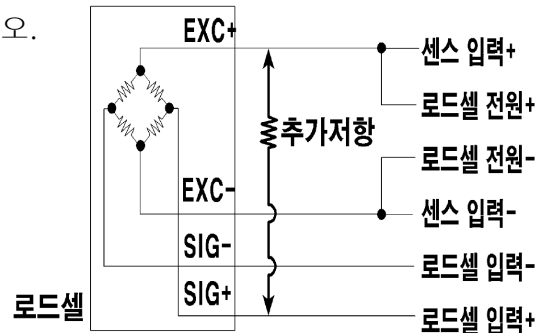 오.
EXC+
센스 입력+
로드셀 전원+
추가저항
로드셀 전원-
EXC-
센스 입력-
SIG-
로드셀 입력-
SIG+
로드셀
로드셀 입력+